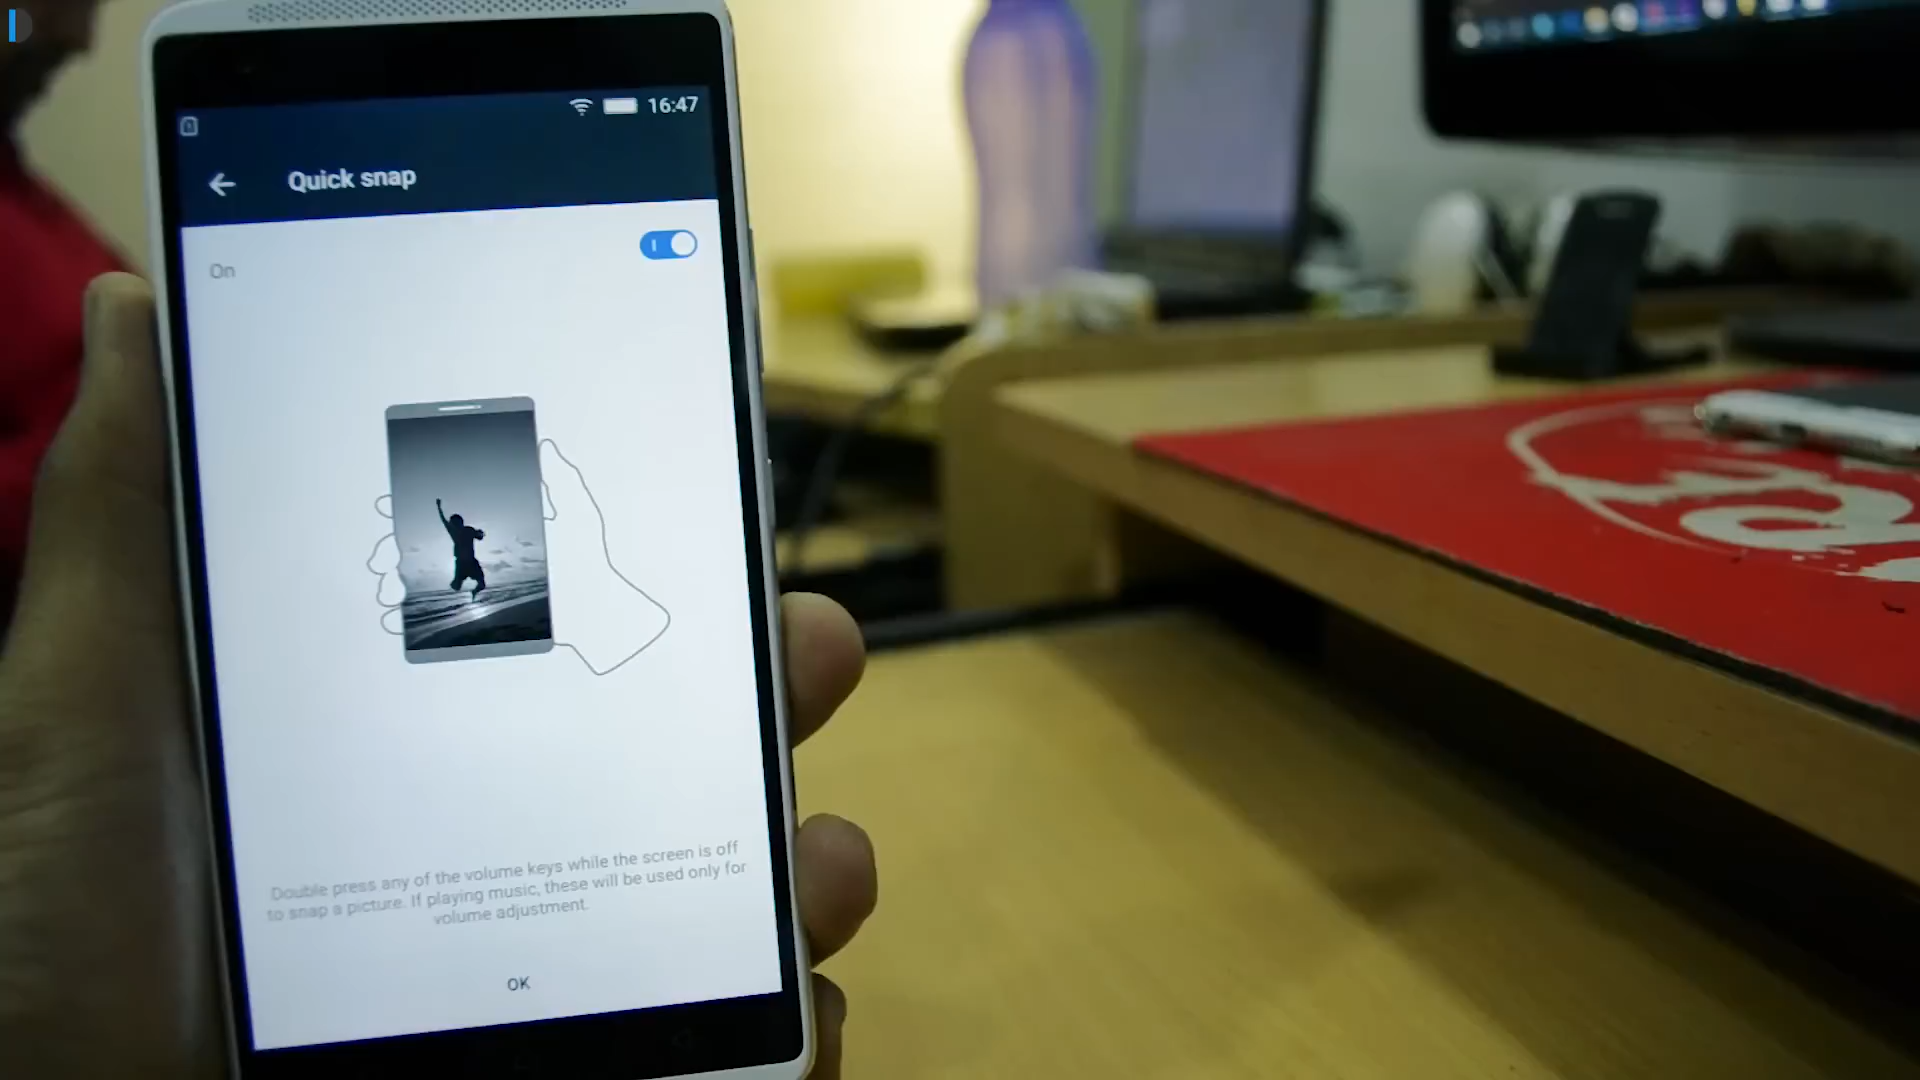 16:47
Quick snap
On
Double press any of the volume keys while the screen is off
to snap a picture. If playing music, these will be used only for
volume adjustment.
OK